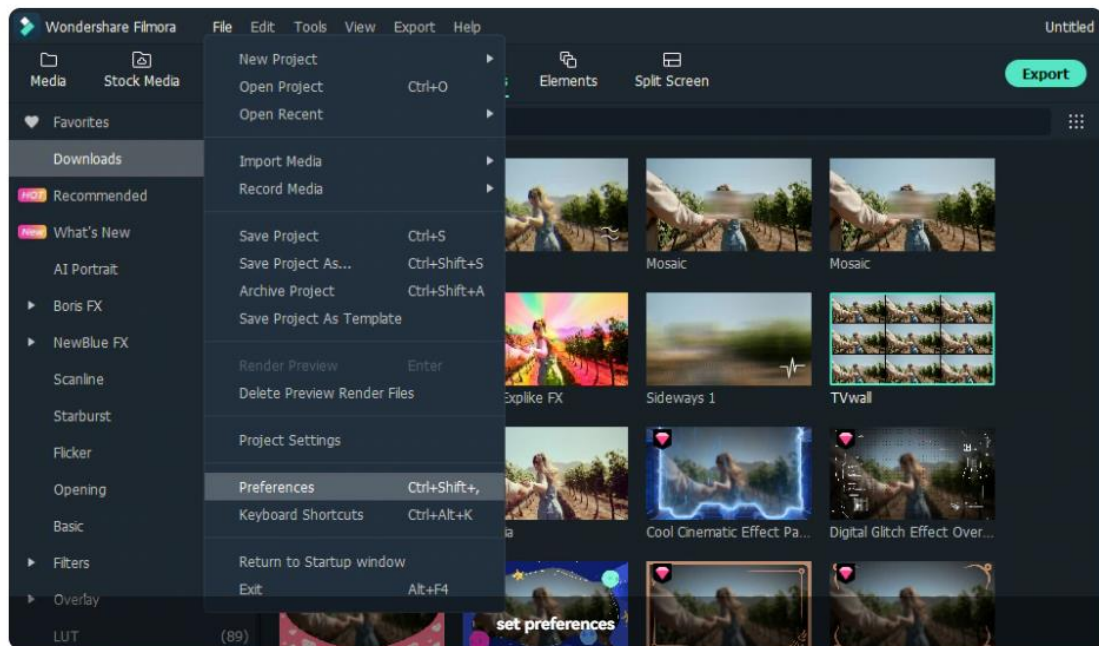 Wondershare Filmora File Edit Tools View Export Help Untitled
Media Stock Media Elements Split Screen Export
New Project
Open Project Ctrl+O
Open Recent
Import Media
Record Media
Save Project Ctrl+S
Save Project As... Ctrl+Shift+S
Archive Project Ctrl+Shift+A
Save Project As Template
Render Preview Enter
Delete Preview Render Files
Project Settings
Preferences Ctrl+Shift+,
Keyboard Shortcuts Ctrl+Alt+K
Return to Startup window
Exit Alt+F4
Favorites
Downloads
HOT Recommended
New What's New
AI Portrait
Boris FX
NewBlue FX
Scanline
Starburst
Flicker
Opening
Basic
Filters
Overlay
LUT (89)
Mosaic Mosaic
Explike FX Sideways 1 TVwall
Cool Cinematic Effect Pa... Digital Glitch Effect Over...
set preferences